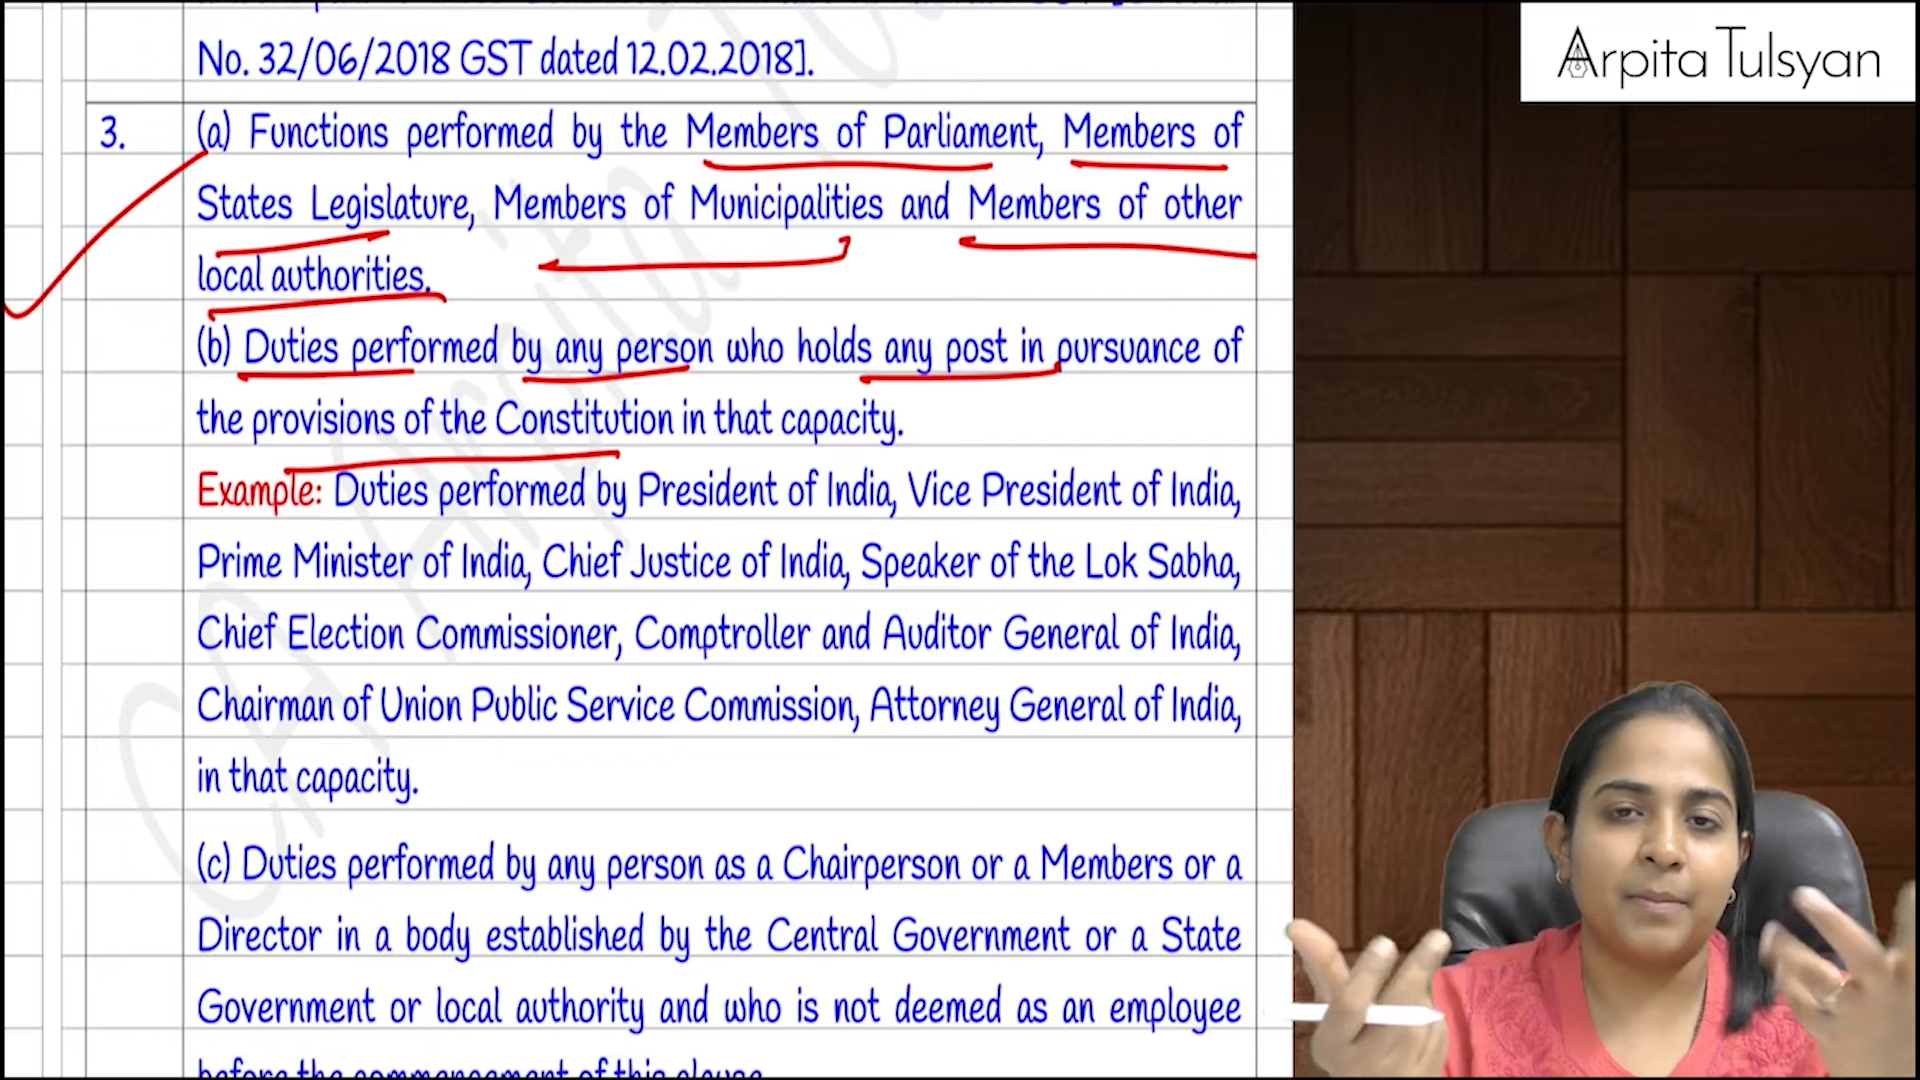 No. 32/06/2018 GST dated 12.02.2018].
Arpita Tulsyan
3. (a) Functions performed by the Members of Parliament, Members of
States Legislature, Members of Municipalities and Members of other
local authorities.
(b) Duties performed by any person who holds any post in pursuance of
the provisions of the Constitution in that capacity.
Example: Duties performed by President of India, Vice President of India,
Prime Minister of India, Chief Justice of India, Speaker of the Lok Sabha,
Chief Election Commissioner, Comptroller and Auditor General of India,
Chairman of Union Public Service Commission, Attorney General of India,
in that capacity.
(c) Duties performed by any person as a Chairperson or a Members or a
Director in a body established by the Central Government or a State
Government or local authority and who is not deemed as an employee
before the commencement of this clause